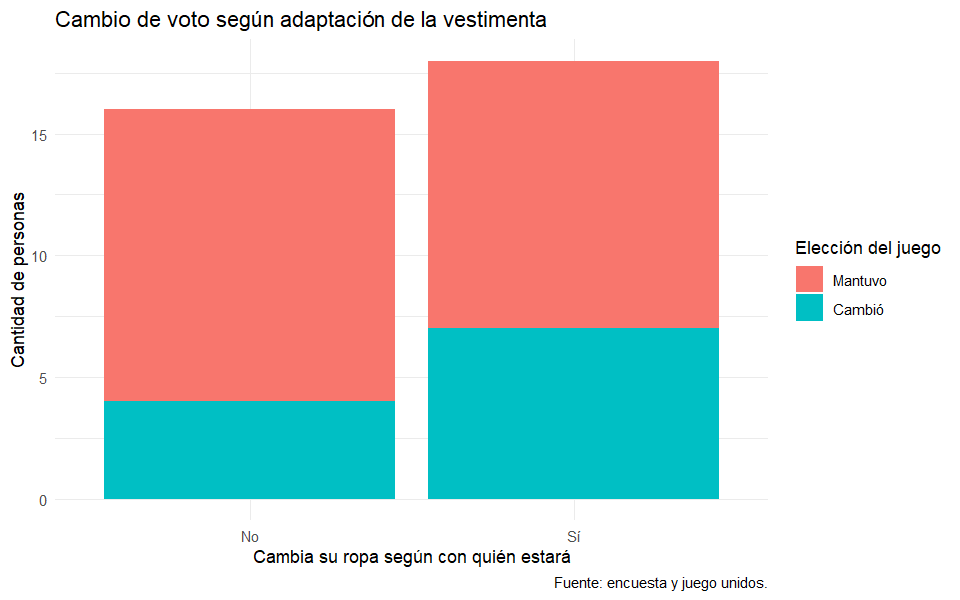 Cambio de voto según adaptación de la vestimenta
Cantidad de personas
15
10
5
0
No
Sí
Cambia su ropa según con quién estará
Elección del juego
Mantuvo
Cambió
Fuente: encuesta y juego unidos.